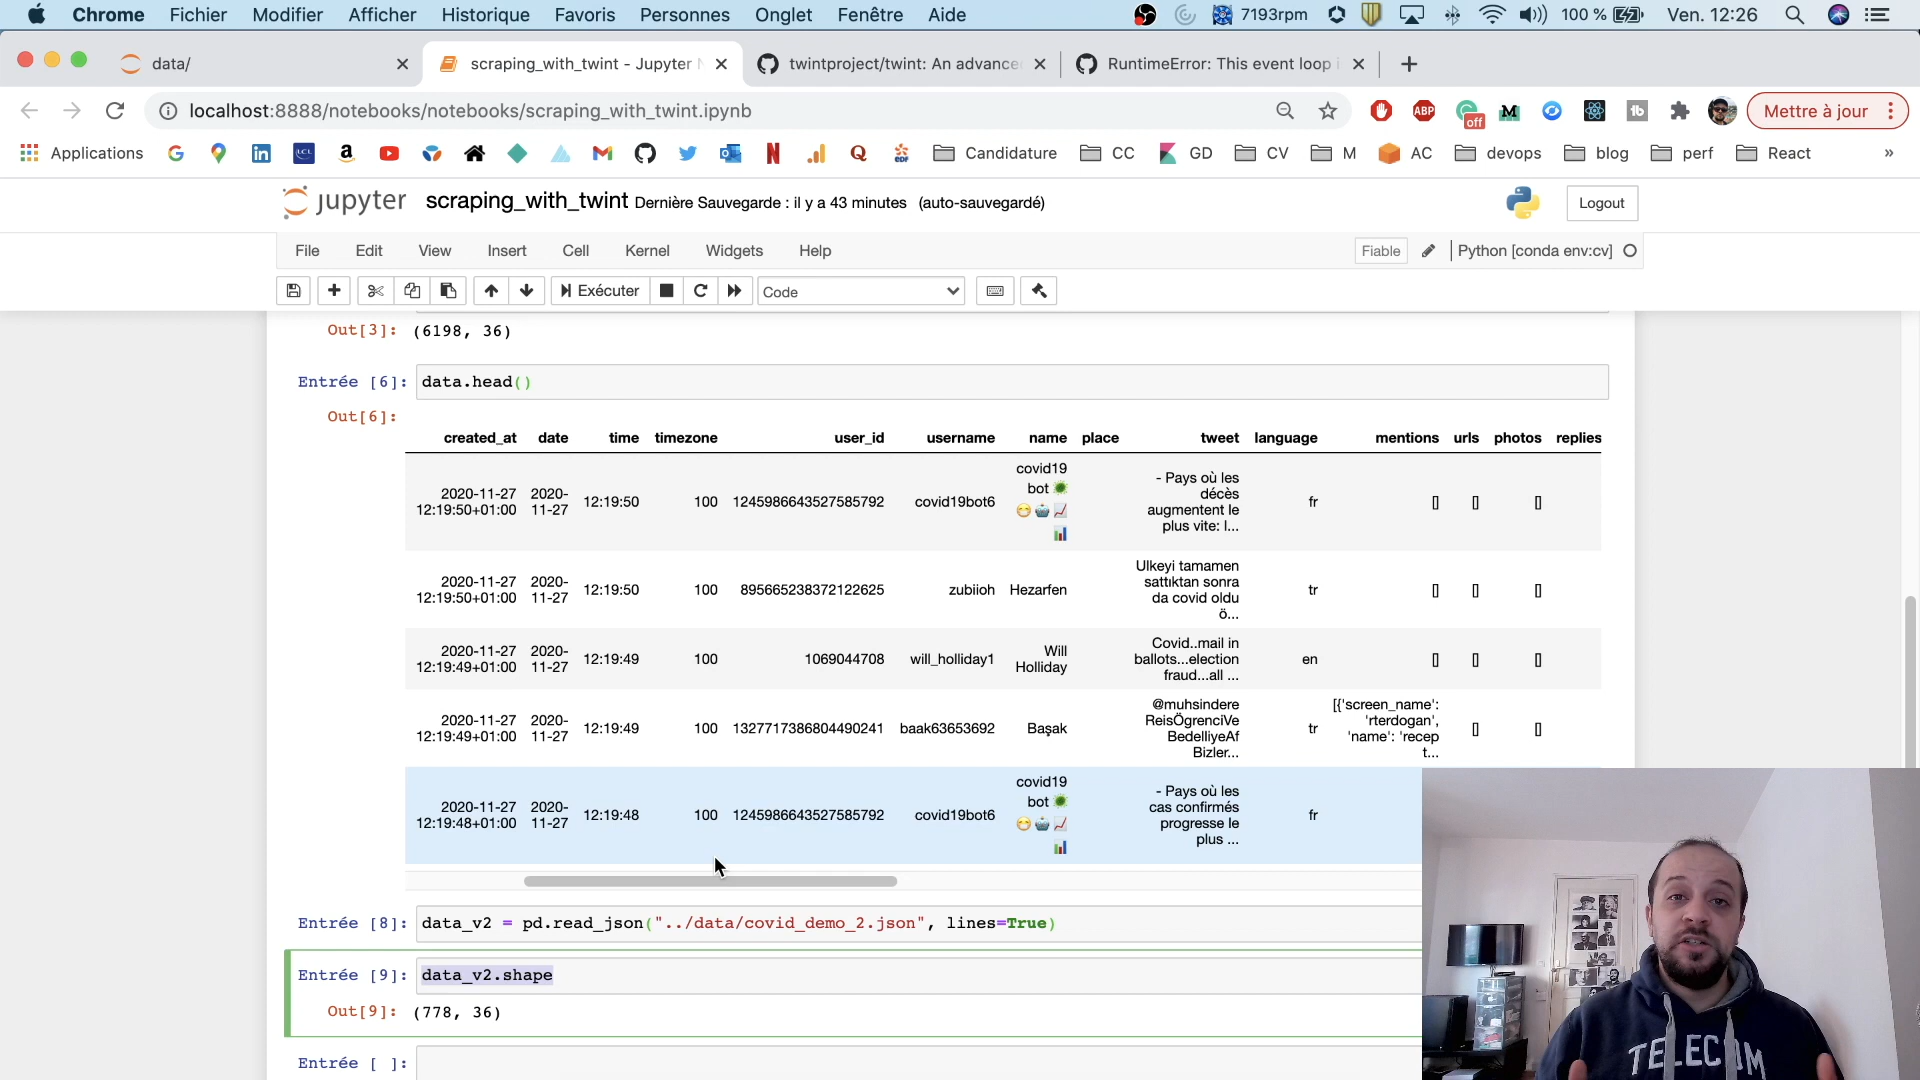 Chrome Fichier Modifier Afficher Historique Favoris Personnes Onglet Fenêtre Aide 7193rpm 100 % Ven. 12:26
data/ scraping_with_twint - Jupyter N twintproject/twint: An advance RuntimeError: This event loop i
localhost:8888/notebooks/notebooks/scraping_with_twint.ipynb ABP off M tb Mettre à jour
Applications LCL Candidature CC GD CV M AC devops blog perf React »
jupyter scraping_with_twint Dernière Sauvegarde : il y a 43 minutes (auto-sauvegardé) Logout
File Edit View Insert Cell Kernel Widgets Help Fiable Python [conda env:cv]
Exécuter Code
Out[3]: (6198, 36)
Entrée [6]: data.head()
Out[6]:
created_at date time timezone user_id username name place tweet language mentions urls photos replies
2020-11-27 12:19:50+01:00 2020-11-27 12:19:50 100 1245986643527585792 covid19bot6 covid19 bot - Pays où les décès augmentent le plus vite: l... fr [] [] []
2020-11-27 12:19:50+01:00 2020-11-27 12:19:50 100 895665238372122625 zubiioh Hezarfen Ulkeyi tamamen sattıktan sonra da covid oldu ö... tr [] [] []
2020-11-27 12:19:49+01:00 2020-11-27 12:19:49 100 1069044708 will_holliday1 Will Holliday Covid..mail in ballots...election fraud...all ... en [] [] []
2020-11-27 12:19:49+01:00 2020-11-27 12:19:49 100 1327717386804490241 baak63653692 Başak @muhsindere ReisÖgrenciVe BedelliyeAf Bizler... tr [{'screen_name': 'rterdogan', 'name': 'recep t... [] []
2020-11-27 12:19:48+01:00 2020-11-27 12:19:48 100 1245986643527585792 covid19bot6 covid19 bot - Pays où les cas confirmés progresse le plus ... fr
Entrée [8]: data_v2 = pd.read_json("../data/covid_demo_2.json", lines=True)
Entrée [9]: data_v2.shape
Out[9]: (778, 36)
Entrée [ ]:
TELECOM